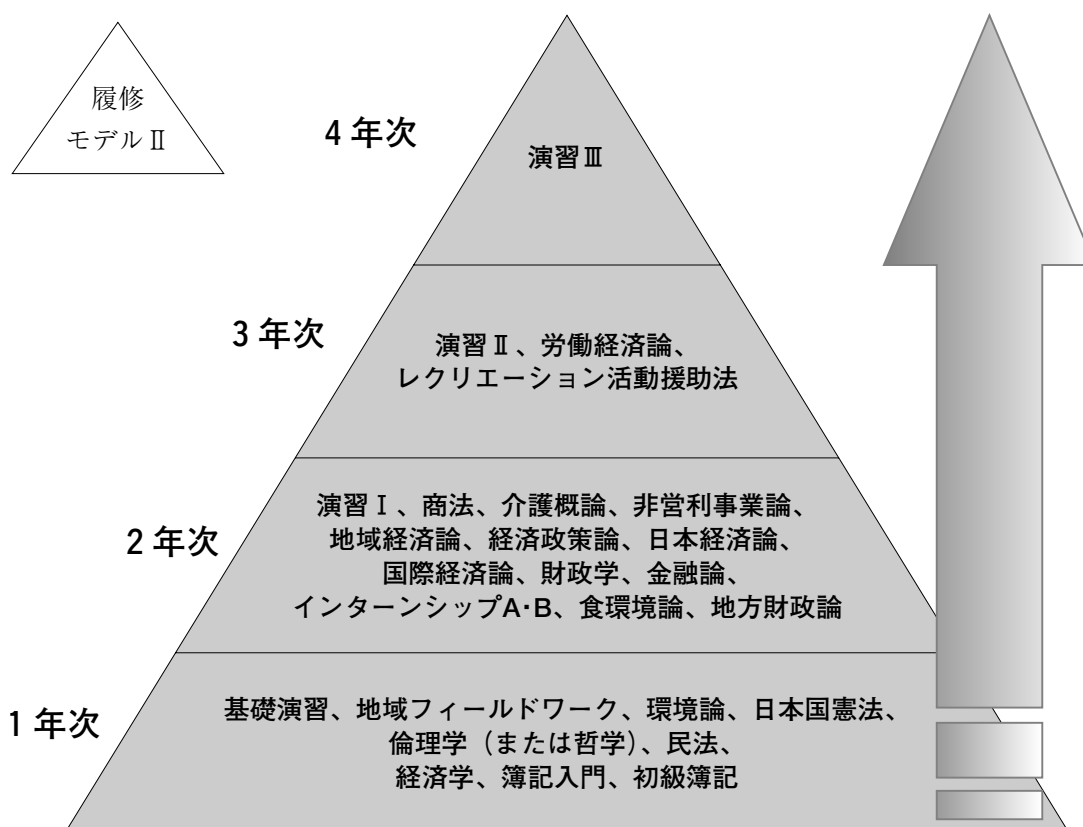 履修
モデルⅡ
4年次
演習Ⅲ
3年次
演習Ⅱ、労働経済論、
レクリエーション活動援助法
2年次
演習Ⅰ、商法、介護概論、非営利事業論、
地域経済論、経済政策論、日本経済論、
国際経済論、財政学、金融論、
インターンシップA・B、食環境論、地方財政論
1年次
基礎演習、地域フィールドワーク、環境論、日本国憲法、
倫理学（または哲学）、民法、
経済学、簿記入門、初級簿記